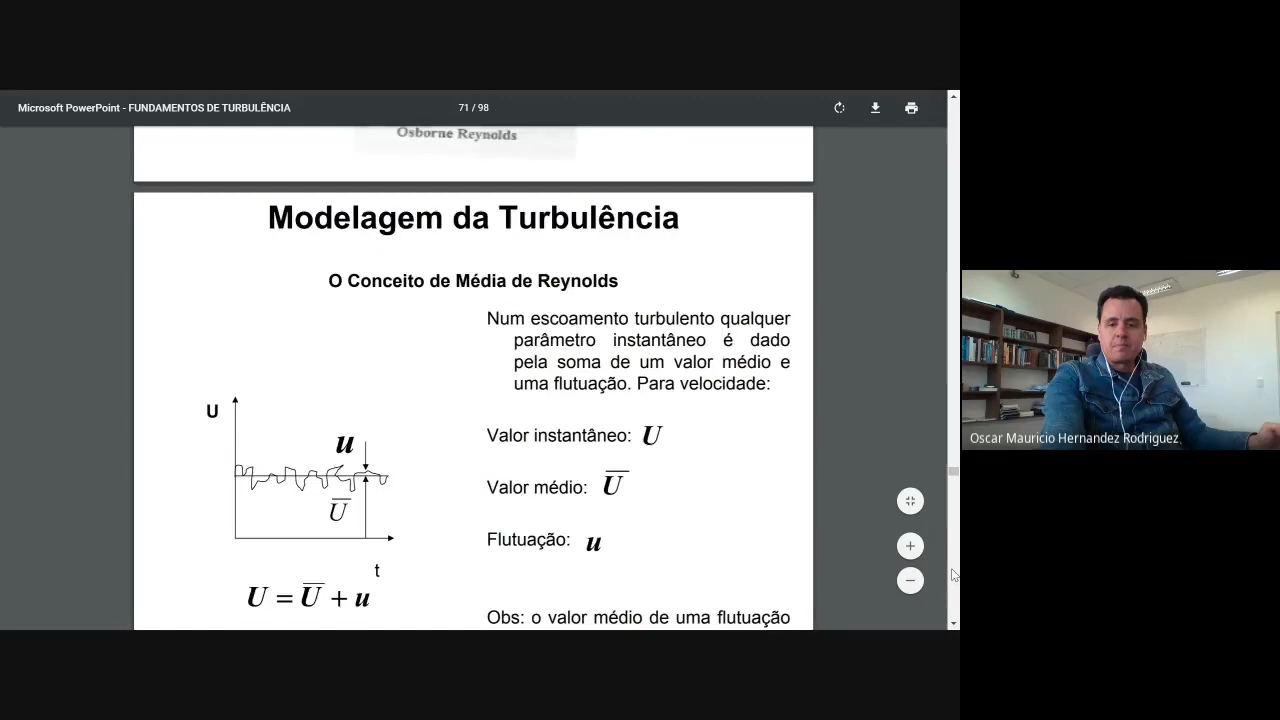 Microsoft PowerPoint - FUNDAMENTOS DE TURBULÊNCIA
71 / 98
Osborne Reynolds
Modelagem da Turbulência
O Conceito de Média de Reynolds
Num escoamento turbulento qualquer
parâmetro instantâneo é dado
pela soma de um valor médio e
uma flutuação. Para velocidade:
U
u
U̅
t
U = U̅ + u
Valor instantâneo: U
Valor médio: U̅
Flutuação: u
Obs: o valor médio de uma flutuação
Oscar Mauricio Hernandez Rodriguez